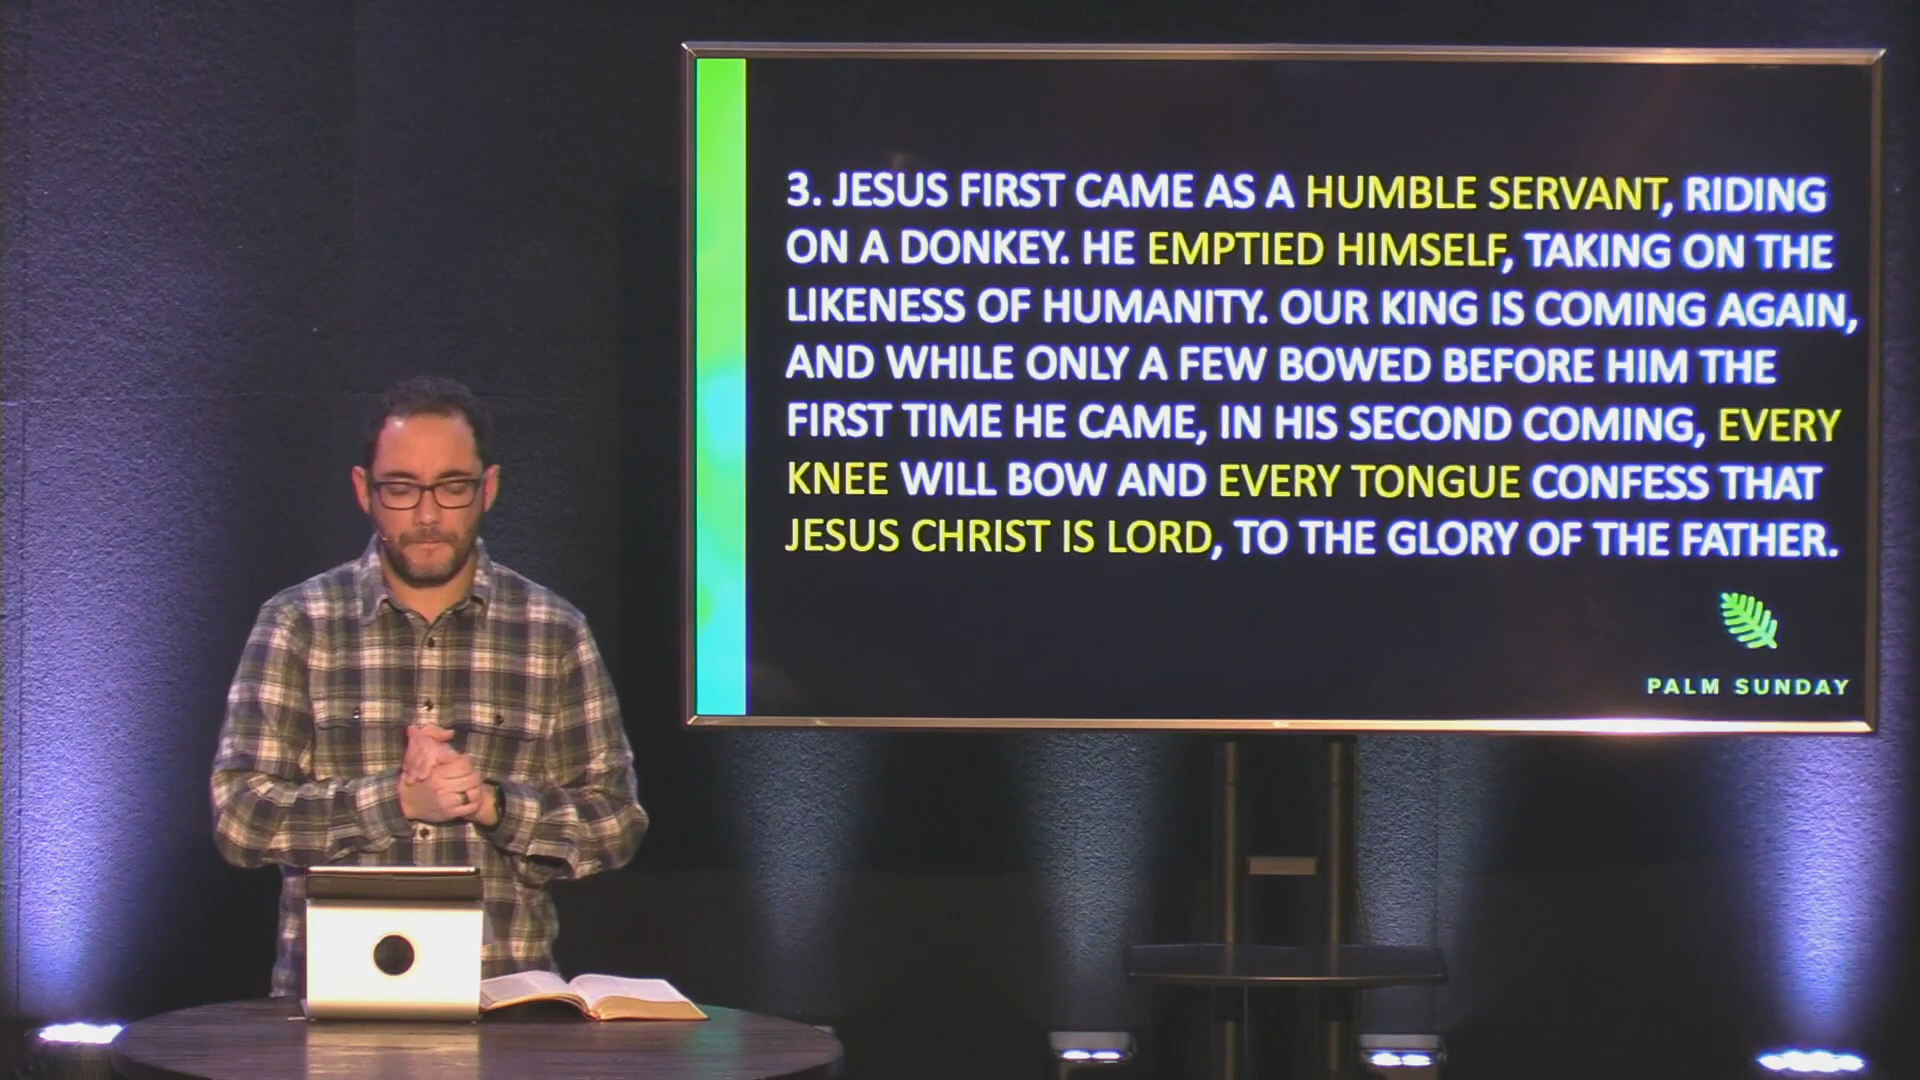 3. JESUS FIRST CAME AS A HUMBLE SERVANT, RIDING
ON A DONKEY. HE EMPTIED HIMSELF, TAKING ON THE
LIKENESS OF HUMANITY. OUR KING IS COMING AGAIN,
AND WHILE ONLY A FEW BOWED BEFORE HIM THE
FIRST TIME HE CAME, IN HIS SECOND COMING, EVERY
KNEE WILL BOW AND EVERY TONGUE CONFESS THAT
JESUS CHRIST IS LORD, TO THE GLORY OF THE FATHER.
PALM SUNDAY